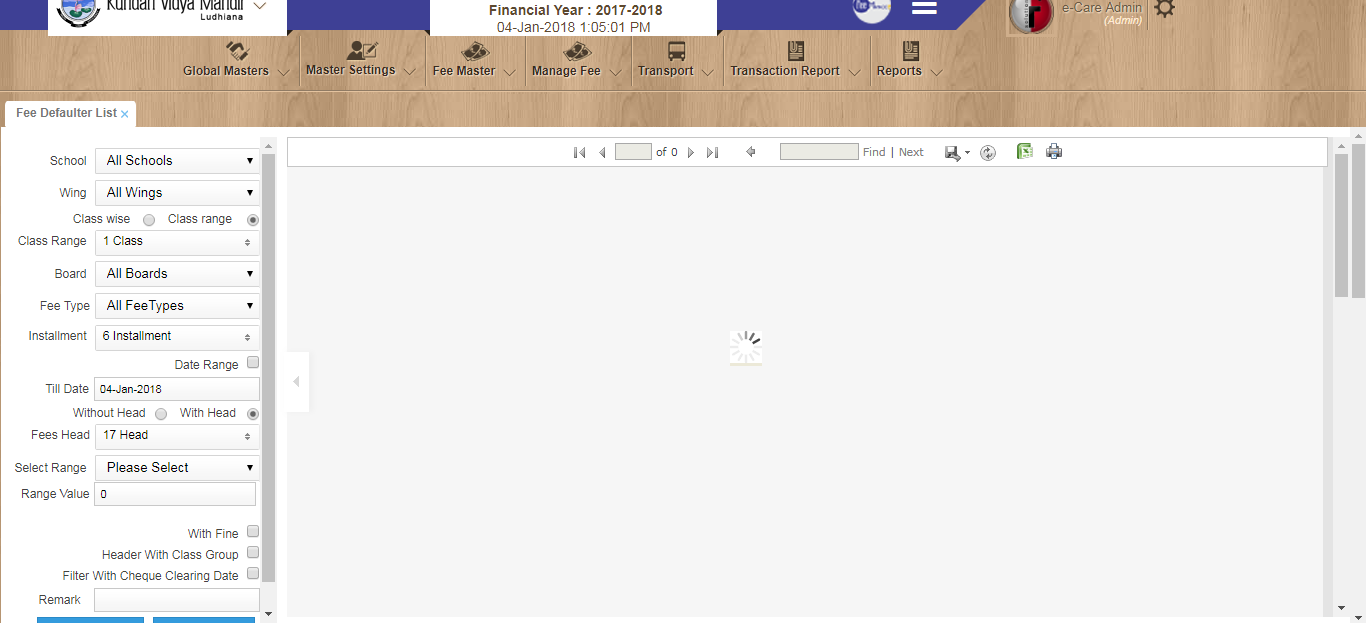 Kundan Vidya Mandir
Ludhiana
Financial Year : 2017-2018
04-Jan-2018 1:05:01 PM
e-Care Admin
(Admin)
Global Masters
Master Settings
Fee Master
Manage Fee
Transport
Transaction Report
Reports
Fee Defaulter List ×
of 0
Find | Next
School All Schools
Wing All Wings
Class wise Class range
Class Range 1 Class
Board All Boards
Fee Type All FeeTypes
Installment 6 Installment
Date Range
Till Date 04-Jan-2018
Without Head With Head
Fees Head 17 Head
Select Range Please Select
Range Value 0
With Fine
Header With Class Group
Filter With Cheque Clearing Date
Remark